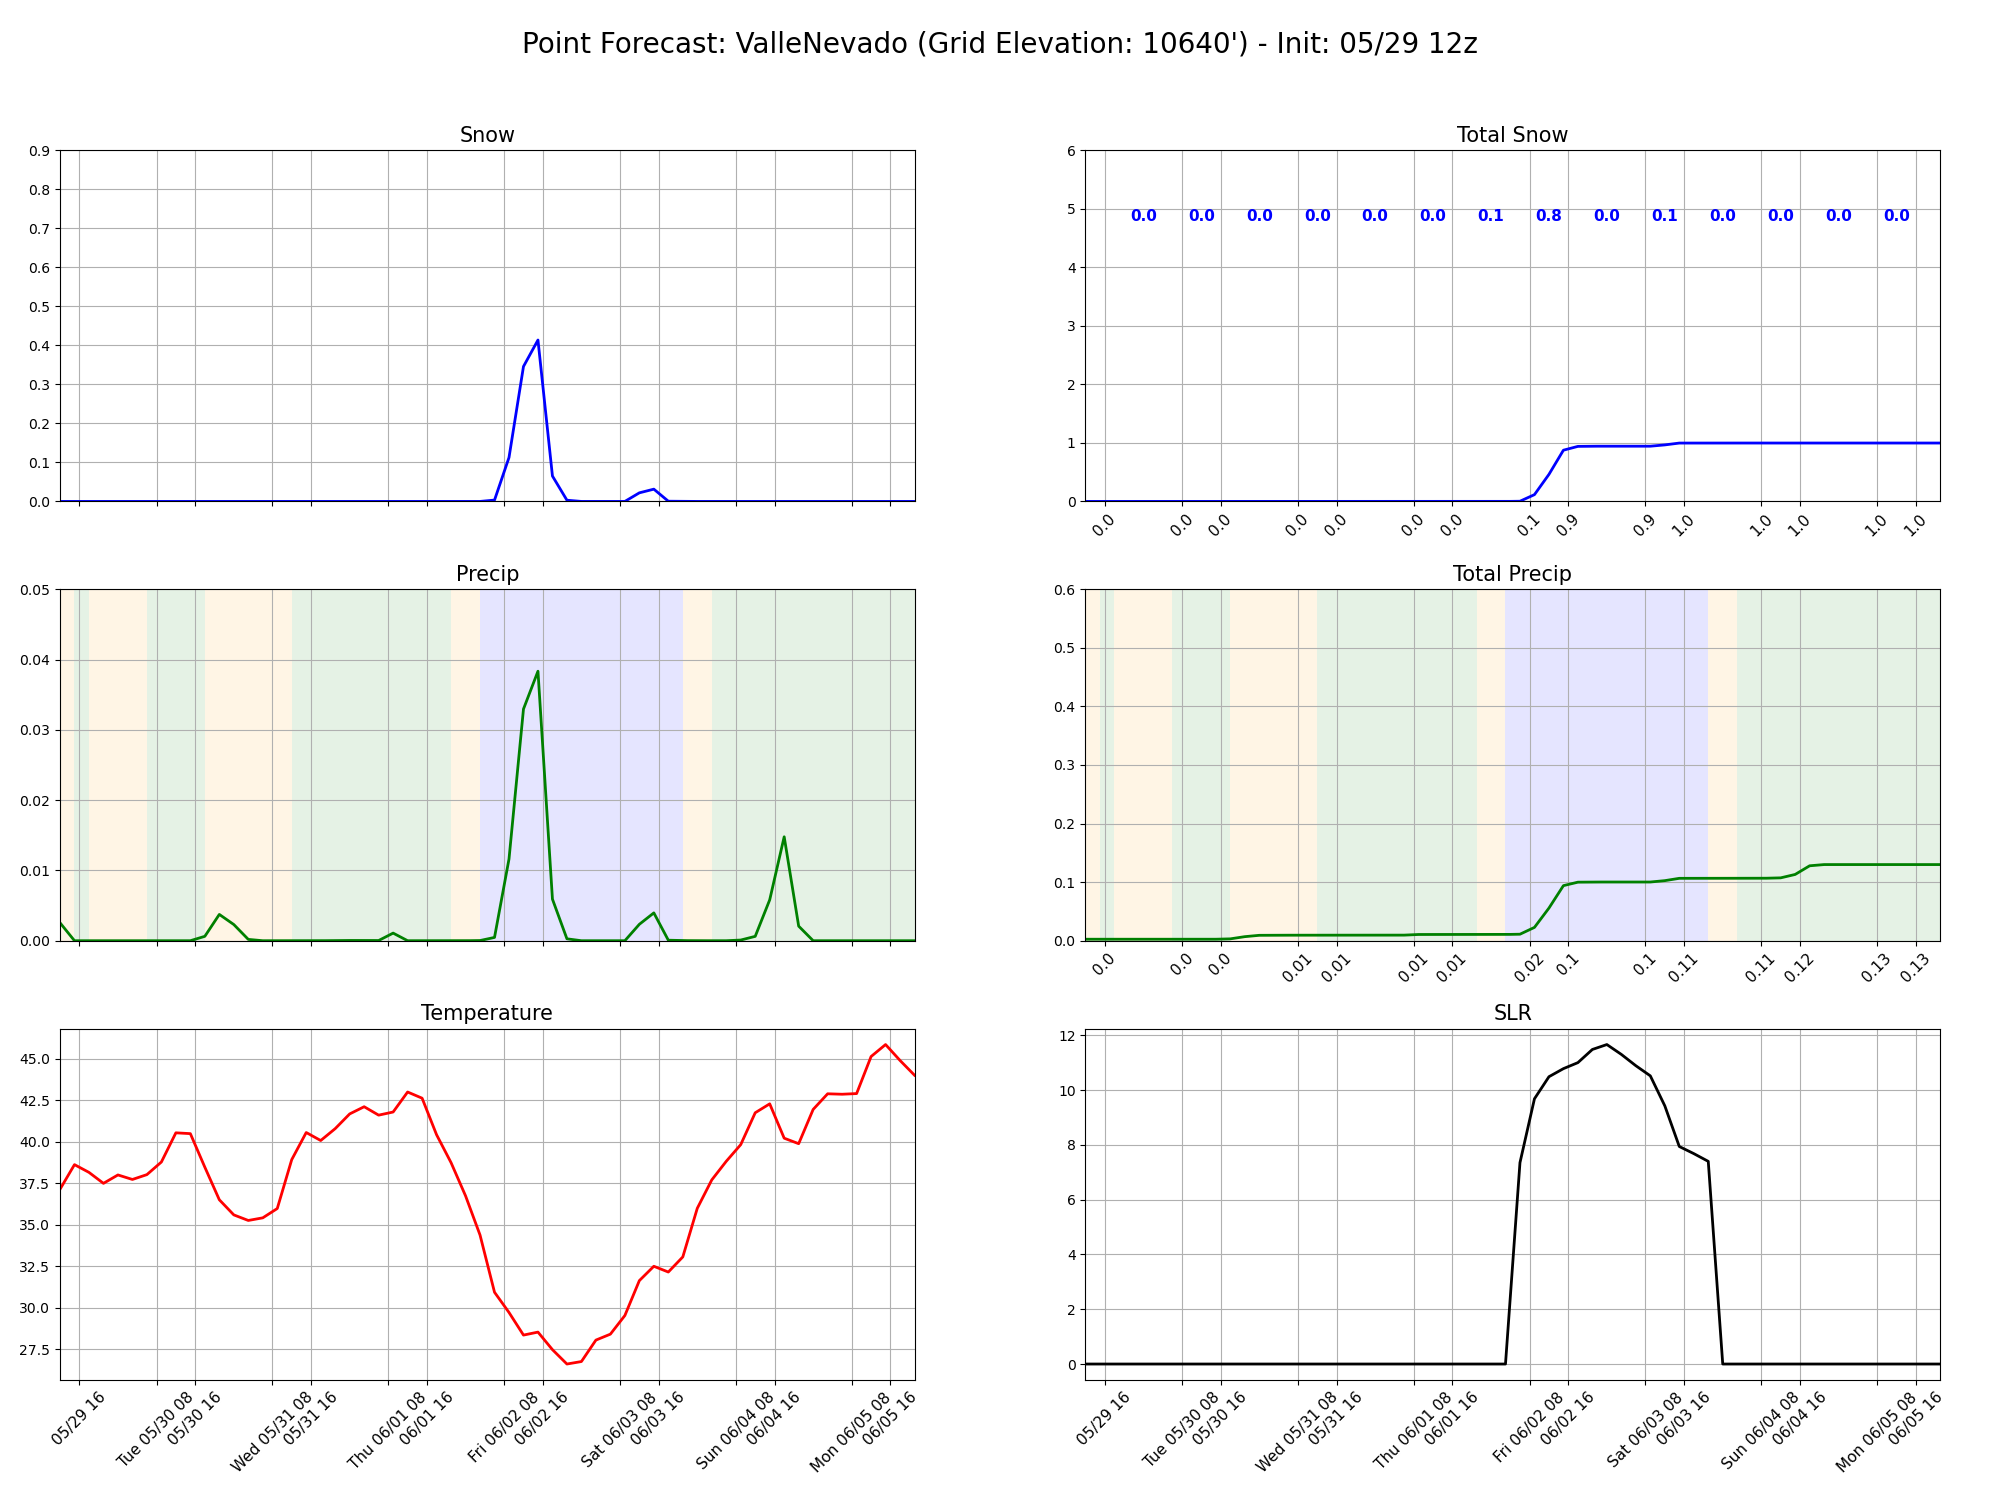 Point Forecast: ValleNevado (Grid Elevation: 10640') - Init: 05/29 12z
Snow
0.9
0.8
0.7
0.6
0.5
0.4
0.3
0.2
0.1
0.0
Total Snow
6
5
4
3
2
1
0
0.0 0.0 0.0 0.0 0.0 0.0 0.1 0.8 0.0 0.1 0.0 0.0 0.0 0.0
0.0 0.0 0.0 0.0 0.0 0.0 0.0 0.1 0.9 0.9 1.0 1.0 1.0 1.0 1.0
Precip
0.05
0.04
0.03
0.02
0.01
0.00
Total Precip
0.6
0.5
0.4
0.3
0.2
0.1
0.0
0.0 0.0 0.0 0.01 0.01 0.01 0.01 0.02 0.1 0.1 0.11 0.11 0.12 0.13 0.13
Temperature
45.0
42.5
40.0
37.5
35.0
32.5
30.0
27.5
05/29 16
Tue 05/30 08
05/30 16
Wed 05/31 08
05/31 16
Thu 06/01 08
06/01 16
Fri 06/02 08
06/02 16
Sat 06/03 08
06/03 16
Sun 06/04 08
06/04 16
Mon 06/05 08
06/05 16
SLR
12
10
8
6
4
2
0
05/29 16
Tue 05/30 08
05/30 16
Wed 05/31 08
05/31 16
Thu 06/01 08
06/01 16
Fri 06/02 08
06/02 16
Sat 06/03 08
06/03 16
Sun 06/04 08
06/04 16
Mon 06/05 08
06/05 16